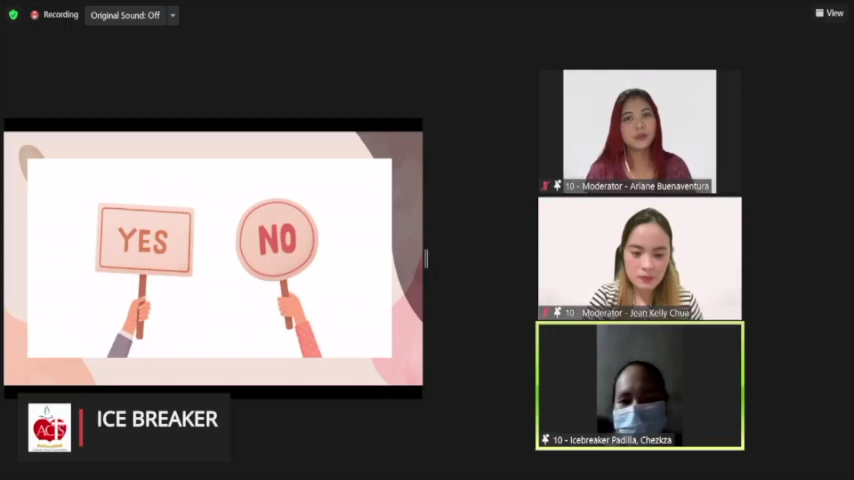 Recording
Original Sound: Off
View
YES
NO
10 - Moderator - Ariane Buenaventura
10 - Moderator - Jean Kelly Chua
10 - Icebreaker Padilla, Chezkza
ACTS
ICE BREAKER